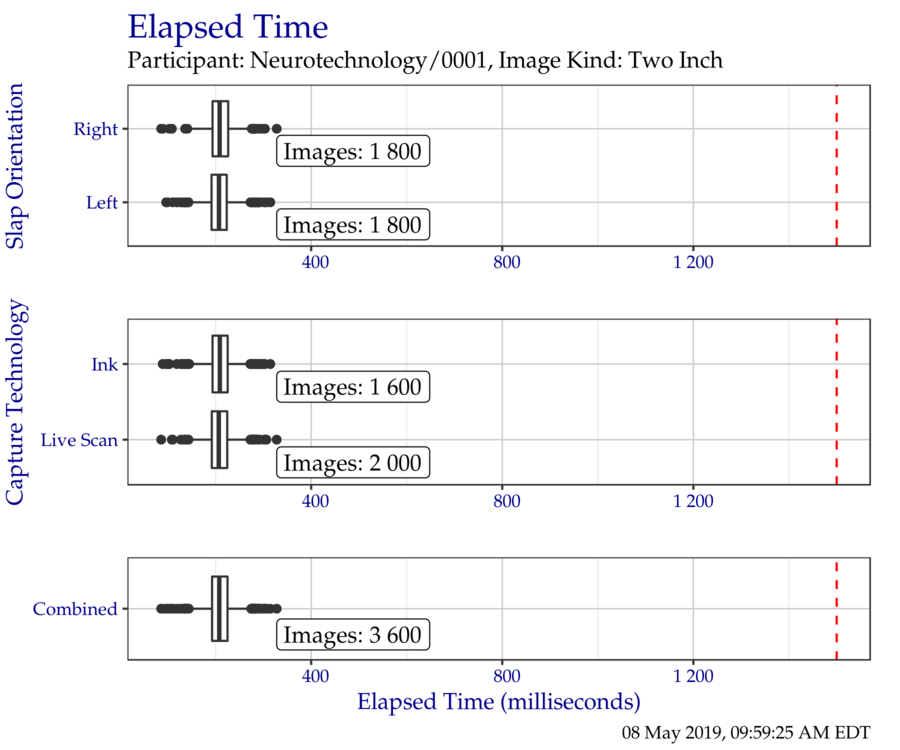 Elapsed Time
Participant: Neurotechnology/0001, Image Kind: Two Inch
Slap Orientation
Right
Images: 1 800
Left
Images: 1 800
400 800 1 200
Capture Technology
Ink
Images: 1 600
Live Scan
Images: 2 000
400 800 1 200
Combined
Images: 3 600
400 800 1 200
Elapsed Time (milliseconds)
08 May 2019, 09:59:25 AM EDT